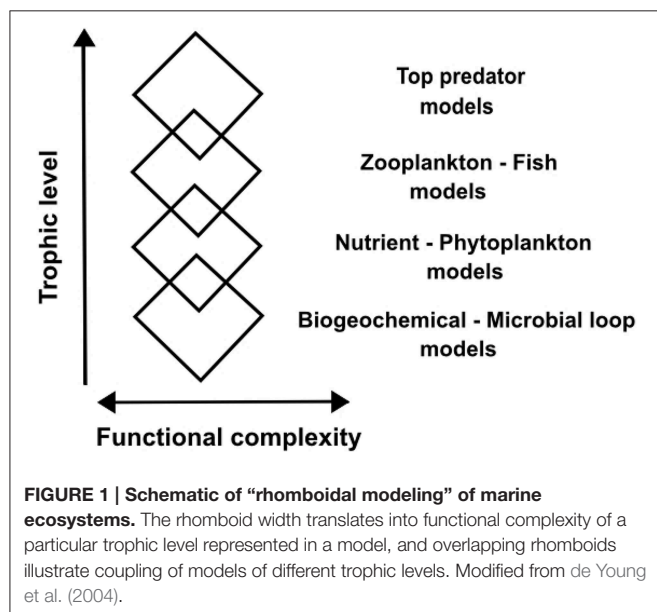 Trophic level
Top predator
models
Zooplankton - Fish
models
Nutrient - Phytoplankton
models
Biogeochemical - Microbial loop
models
Functional complexity
FIGURE 1 | Schematic of “rhomboidal modeling” of marine
ecosystems. The rhomboid width translates into functional complexity of a
particular trophic level represented in a model, and overlapping rhomboids
illustrate coupling of models of different trophic levels. Modified from de Young
et al. (2004).